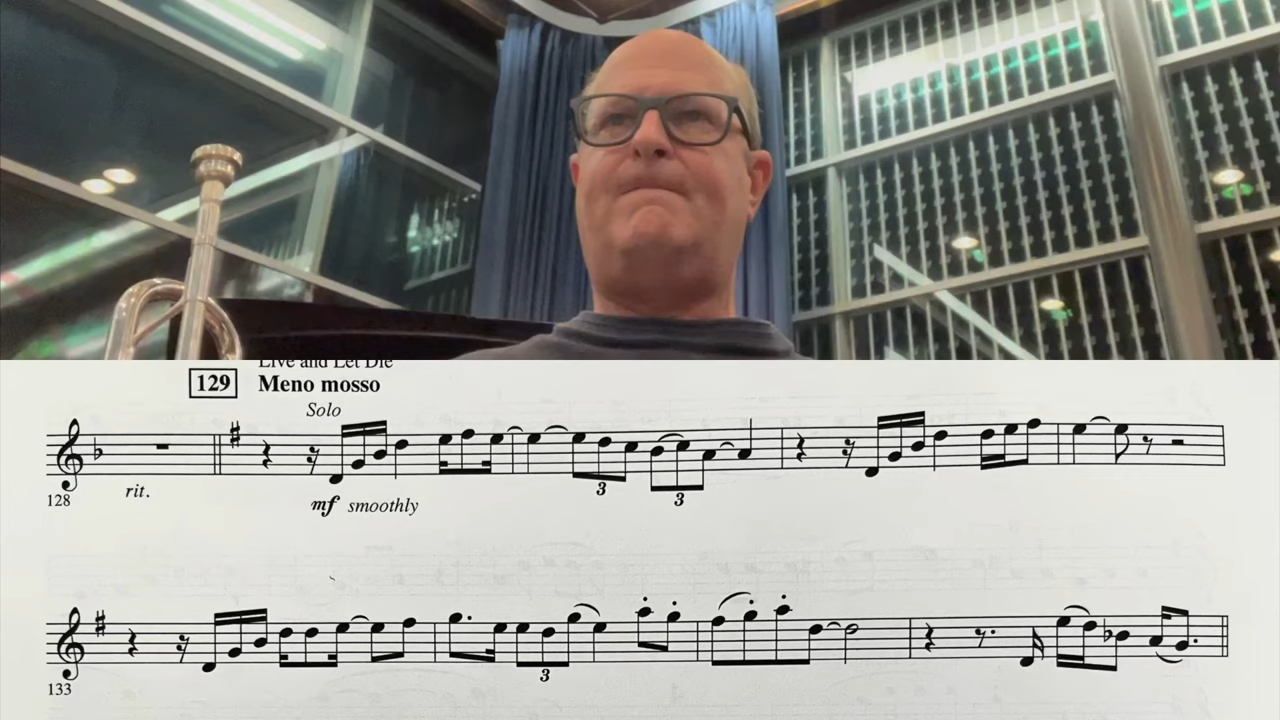 Live and Let Die
129 Meno mosso
Solo
rit.
mf smoothly
3
3
128
3
133